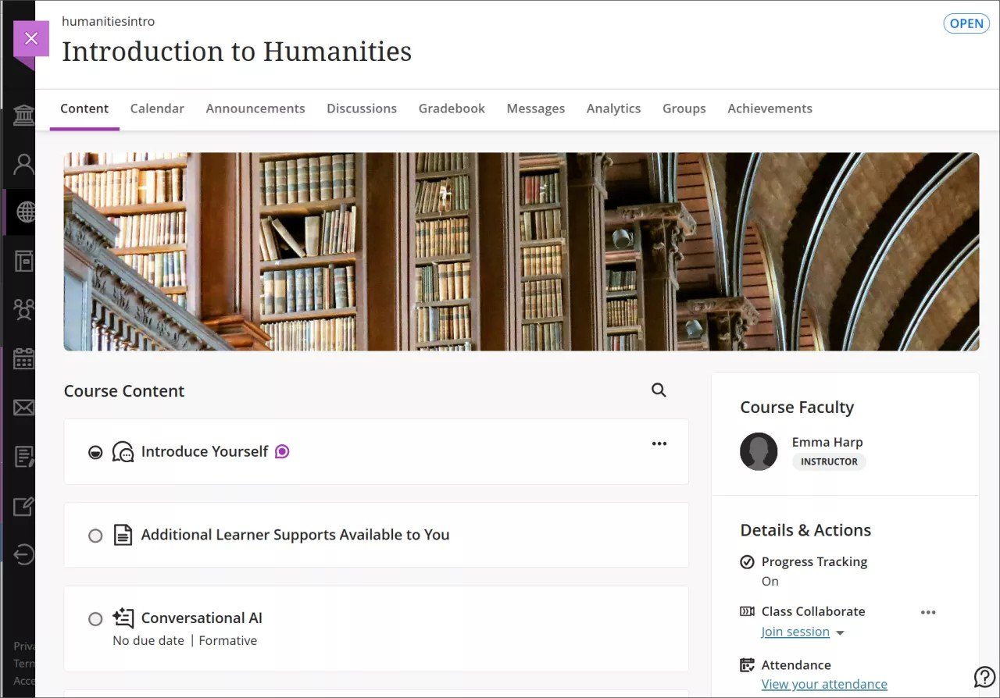 humanitiesintro
OPEN
Introduction to Humanities
Content Calendar Announcements Discussions Gradebook Messages Analytics Groups Achievements
Course Content
Introduce Yourself
Additional Learner Supports Available to You
Conversational AI
No due date | Formative
Course Faculty
Emma Harp
INSTRUCTOR
Details & Actions
Progress Tracking
On
Class Collaborate
Join session
Attendance
View your attendance
Priva
Term
Acce